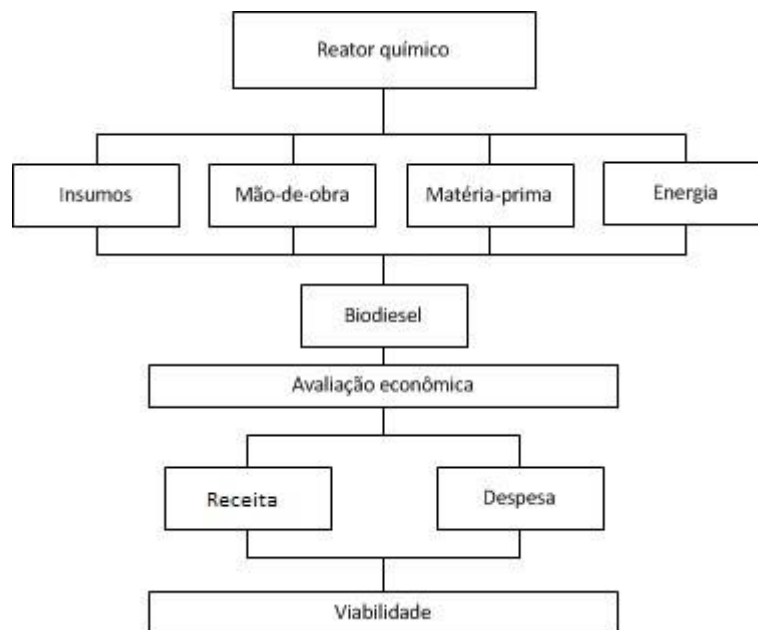 Reator químico
Insumos
Mão-de-obra
Matéria-prima
Energia
Biodiesel
Avaliação econômica
Receita
Despesa
Viabilidade